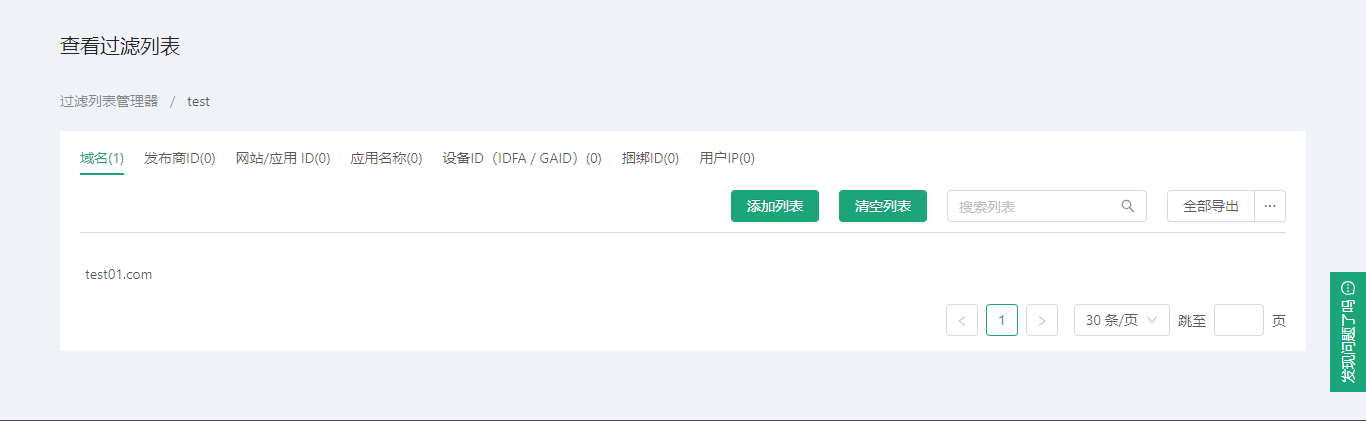 查看过滤列表
过滤列表管理器 / test
域名(1) 发布商ID(0) 网站/应用 ID(0) 应用名称(0) 设备ID（IDFA / GAID）(0) 捆绑ID(0) 用户IP(0)
添加列表 清空列表 搜索列表 全部导出 ···
test01.com
< 1 > 30 条/页 跳至 页
发现问题了吗